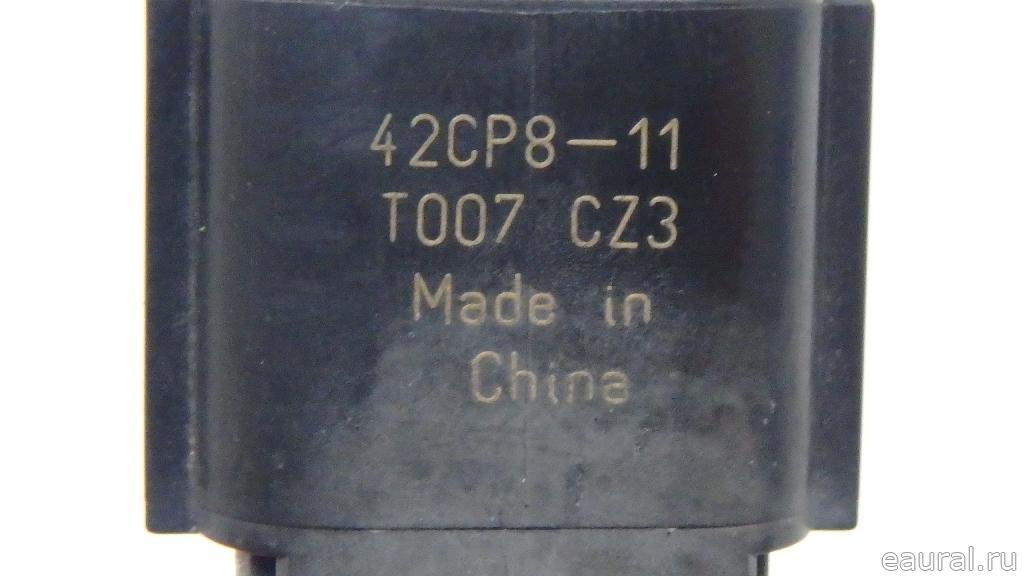 42CP8-11
T007 CZ3
Made in
China
eaural.ru